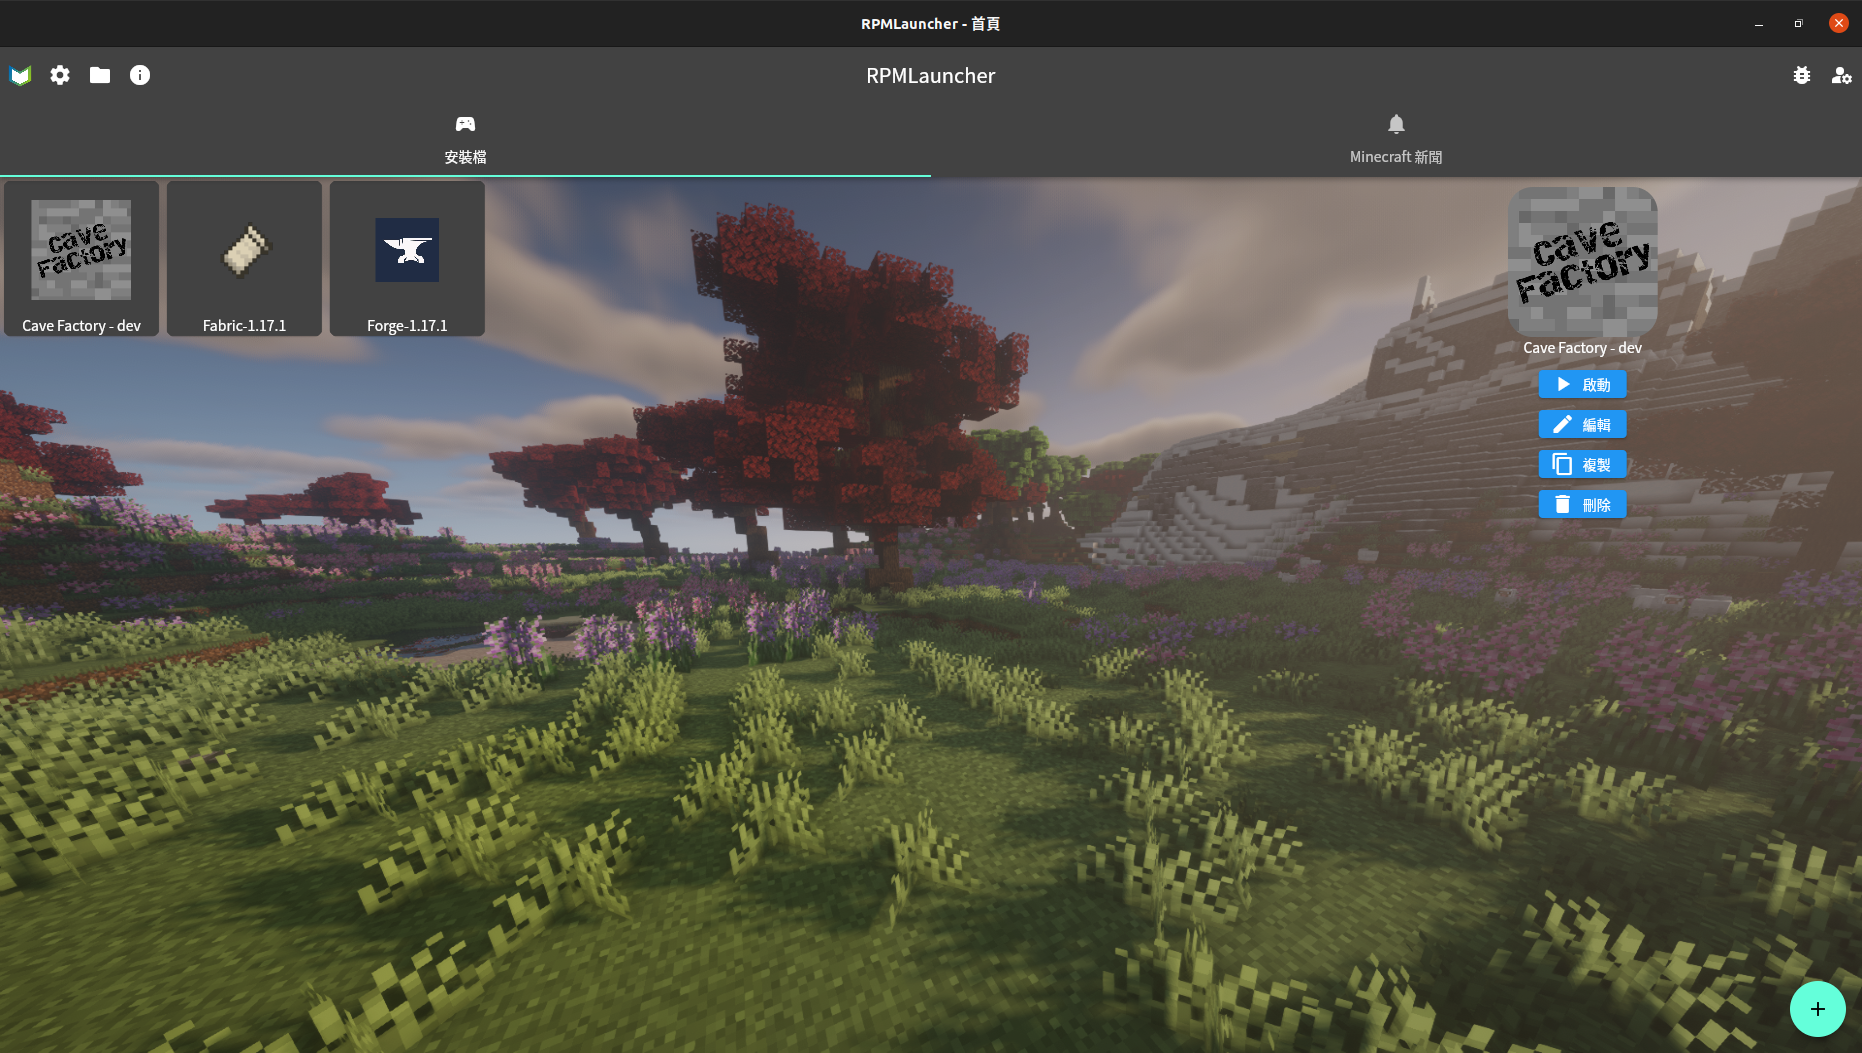 RPMLauncher - 首頁
RPMLauncher
安裝檔
Minecraft 新聞
cave
Factory
Cave Factory - dev
Fabric-1.17.1
Forge-1.17.1
cave
Factory
Cave Factory - dev
啟動
編輯
複製
刪除